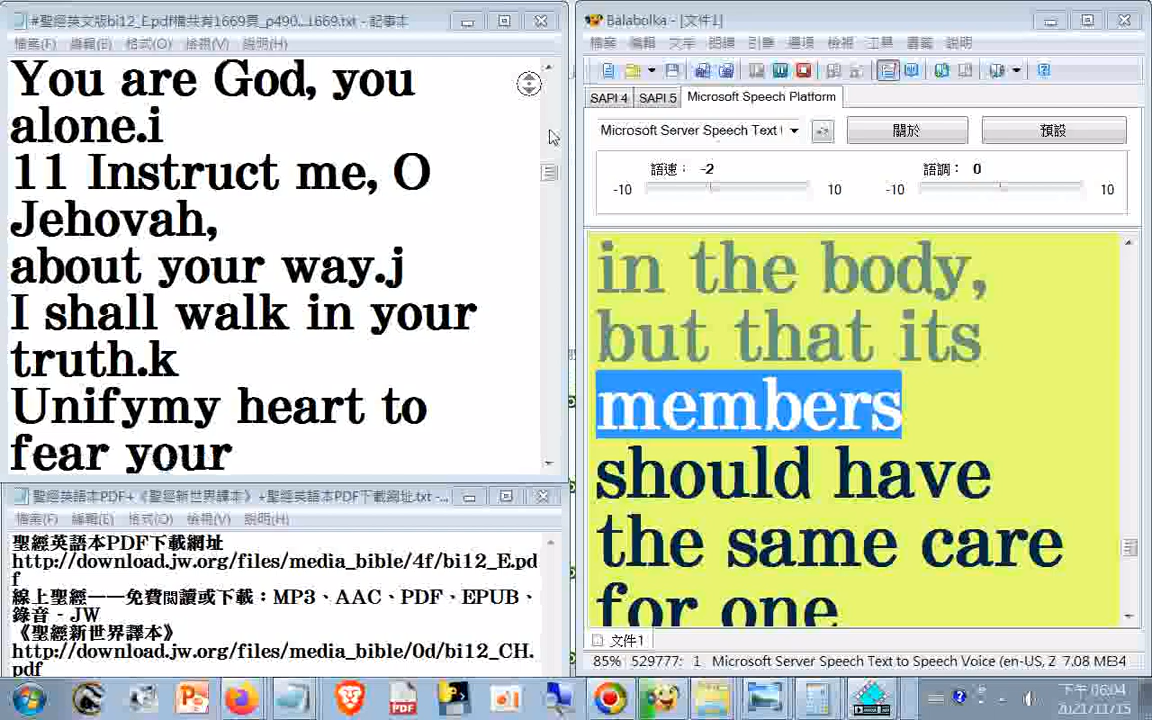 #聖經英文版bi12_E.pdf檔共有1669頁_p490...1669.txt - 記事本
檔案(F) 編輯(E) 格式(O) 檢視(V) 說明(H)
You are God, you
alone.i
11 Instruct me, O
Jehovah,
about your way.j
I shall walk in your
truth.k
Unifymy heart to
fear your
聖經英語本PDF+《聖經新世界譯本》+聖經英語本PDF下載網址.txt -...
檔案(F) 編輯(E) 格式(O) 檢視(V) 說明(H)
聖經英語本PDF下載網址
http://download.jw.org/files/media_bible/4f/bi12_E.pd
f
線上聖經——免費閱讀或下載：MP3、AAC、PDF、EPUB、
錄音 - JW
《聖經新世界譯本》
http://download.jw.org/files/media_bible/0d/bi12_CH.
pdf
Balabolka - [文件1]
檔案 編輯 文字 朗讀 引擎 選項 檢視 工具 書籤 說明
SAPI 4 SAPI 5 Microsoft Speech Platform
Microsoft Server Speech Text 關於 預設
語速： -2 語調： 0
-10 10 -10 10
in the body,
but that its
members
should have
the same care
for one
文件1
85% 529777: 1 Microsoft Server Speech Text to Speech Voice (en-US, Z 7.08 MB
下午 06:04
2021/11/15